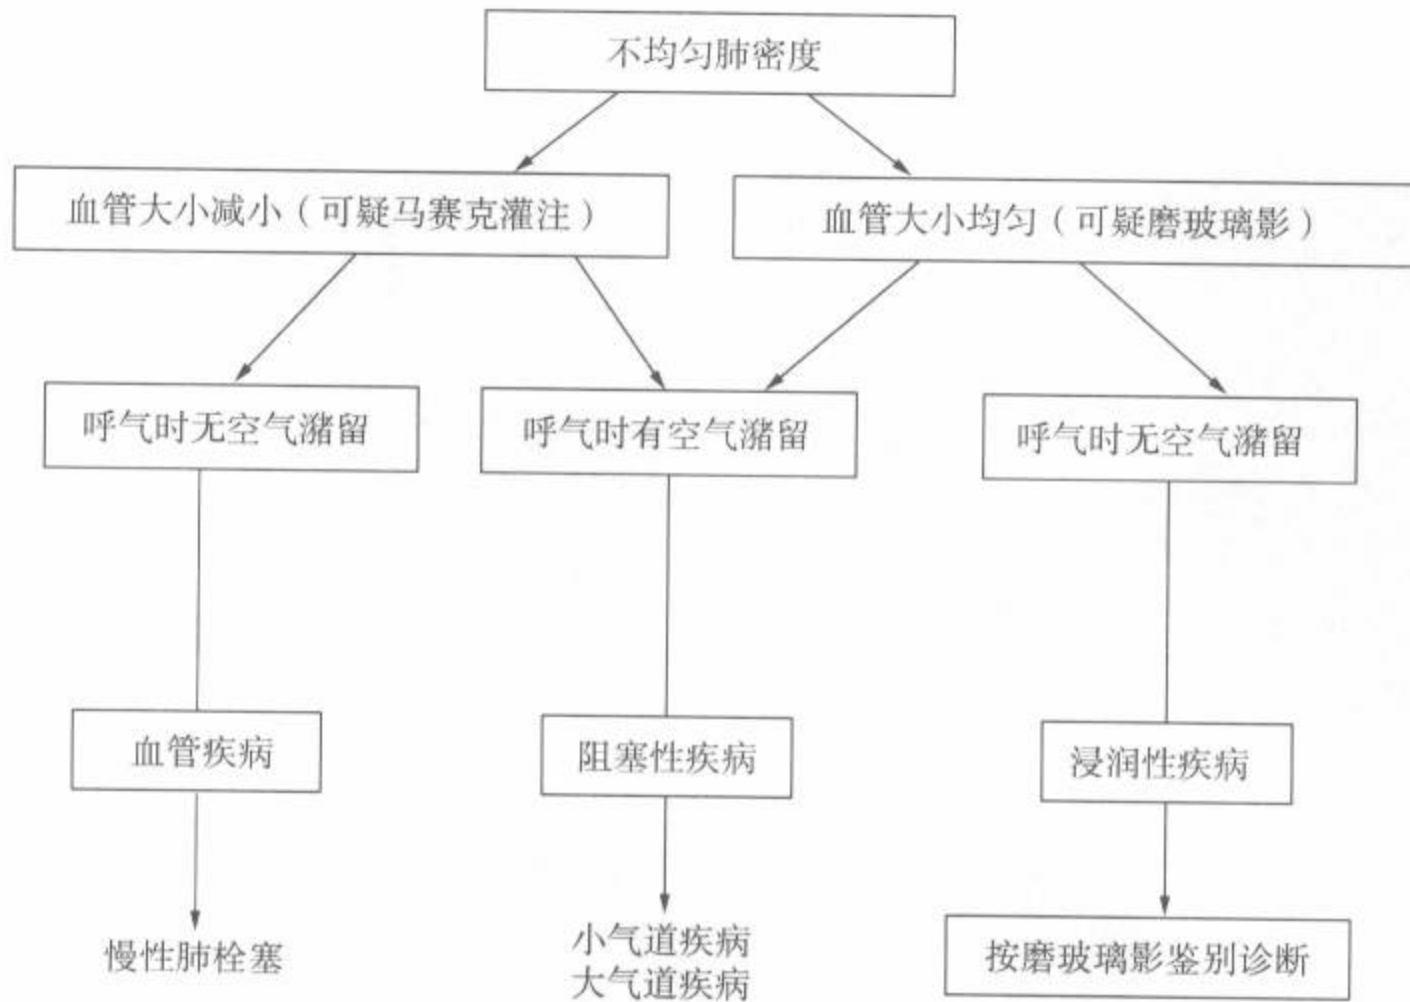 不均匀肺密度
血管大小减小（可疑马赛克灌注）
血管大小均匀（可疑磨玻璃影）
呼气时无空气潴留
呼气时有空气潴留
呼气时无空气潴留
血管疾病
阻塞性疾病
浸润性疾病
慢性肺栓塞
小气道疾病
大气道疾病
按磨玻璃影鉴别诊断